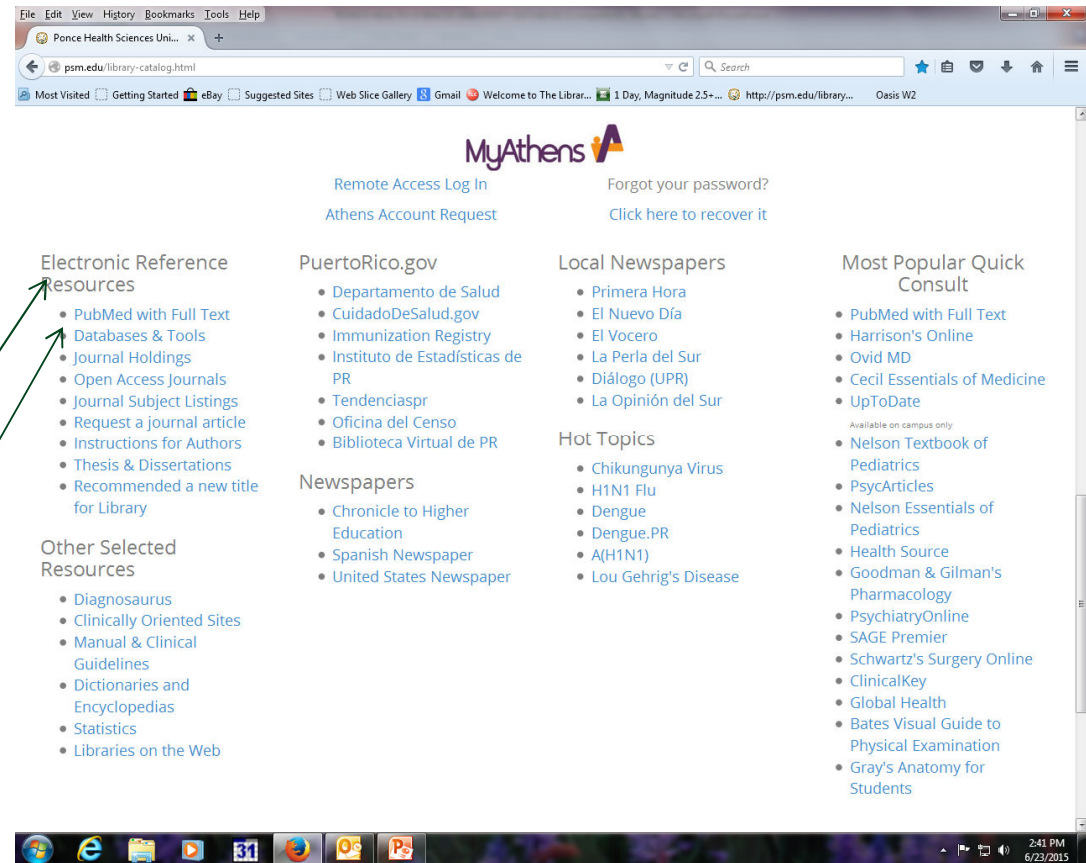 File Edit View History Bookmarks Tools Help
Ponce Health Sciences Uni... × +
psm.edu/library-catalog.html
Search
Most Visited Getting Started eBay Suggested Sites Web Slice Gallery Gmail Welcome to The Librar... 1 Day, Magnitude 2.5+... http://psm.edu/library... Oasis W2
MyAthens
Remote Access Log In
Forgot your password?
Athens Account Request
Click here to recover it
Electronic Reference
Resources
PubMed with Full Text
Databases & Tools
Journal Holdings
Open Access Journals
Journal Subject Listings
Request a journal article
Instructions for Authors
Thesis & Dissertations
Recommended a new title
for Library
Other Selected
Resources
Diagnosaurus
Clinically Oriented Sites
Manual & Clinical
Guidelines
Dictionaries and
Encyclopedias
Statistics
Libraries on the Web
PuertoRico.gov
Departamento de Salud
CuidadoDeSalud.gov
Immunization Registry
Instituto de Estadísticas de
PR
Tendenciaspr
Oficina del Censo
Biblioteca Virtual de PR
Newspapers
Chronicle to Higher
Education
Spanish Newspaper
United States Newspaper
Local Newspapers
Primera Hora
El Nuevo Día
El Vocero
La Perla del Sur
Diálogo (UPR)
La Opinión del Sur
Hot Topics
Chikungunya Virus
H1N1 Flu
Dengue
Dengue.PR
A(H1N1)
Lou Gehrig's Disease
Most Popular Quick
Consult
PubMed with Full Text
Harrison's Online
Ovid MD
Cecil Essentials of Medicine
UpToDate
Available on campus only
Nelson Textbook of
Pediatrics
PsycArticles
Nelson Essentials of
Pediatrics
Health Source
Goodman & Gilman's
Pharmacology
PsychiatryOnline
SAGE Premier
Schwartz's Surgery Online
ClinicalKey
Global Health
Bates Visual Guide to
Physical Examination
Gray's Anatomy for
Students
31
2:41 PM
6/23/2015